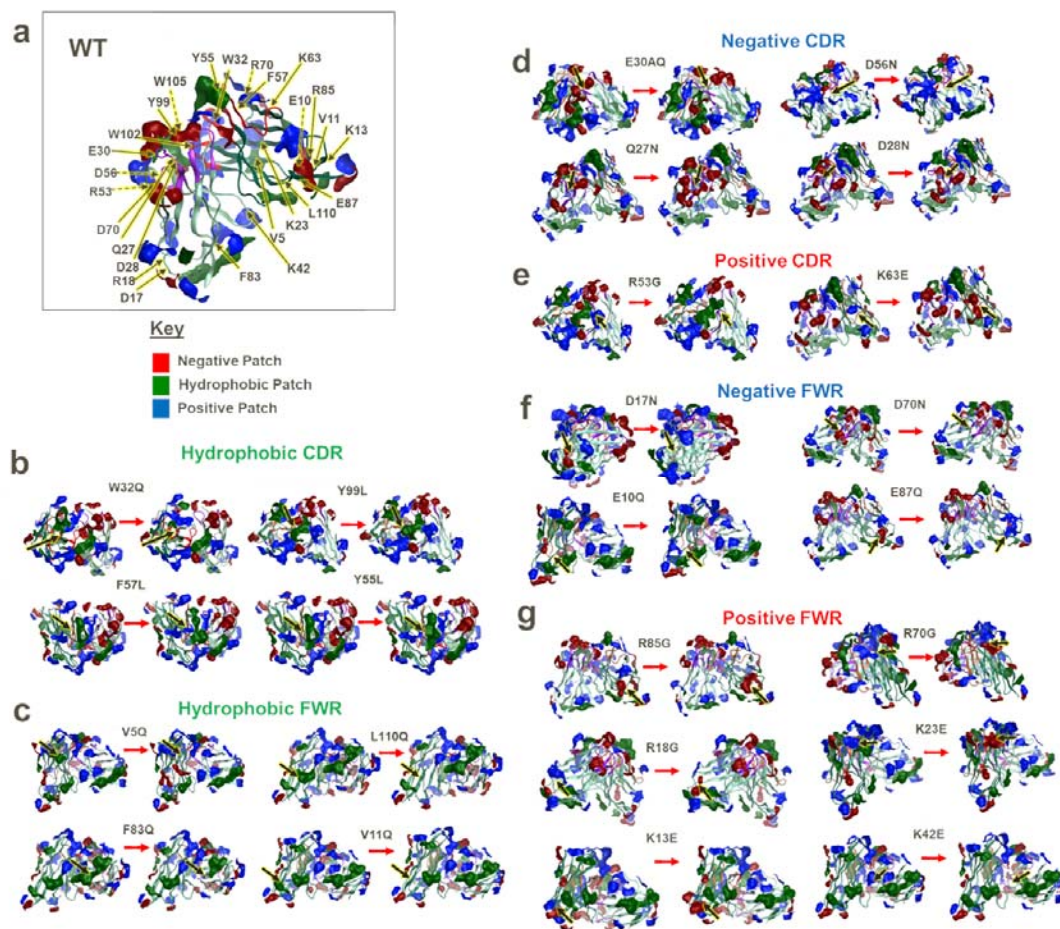 a
WT
Y55
W32
R70
F57
K63
W105
Y99
E10
R85
V11
K13
W102
E30
D56
R53
D70
Q27
D28
R18
D17
F83
K42
V5
K23
L110
E87
Key
Negative Patch
Hydrophobic Patch
Positive Patch
b
Hydrophobic CDR
W32Q
Y99L
F57L
Y55L
c
Hydrophobic FWR
V5Q
L110Q
F83Q
V11Q
d
Negative CDR
E30AQ
D56N
Q27N
D28N
e
Positive CDR
R53G
K63E
f
Negative FWR
D17N
D70N
E10Q
E87Q
g
Positive FWR
R85G
R70G
R18G
K23E
K13E
K42E